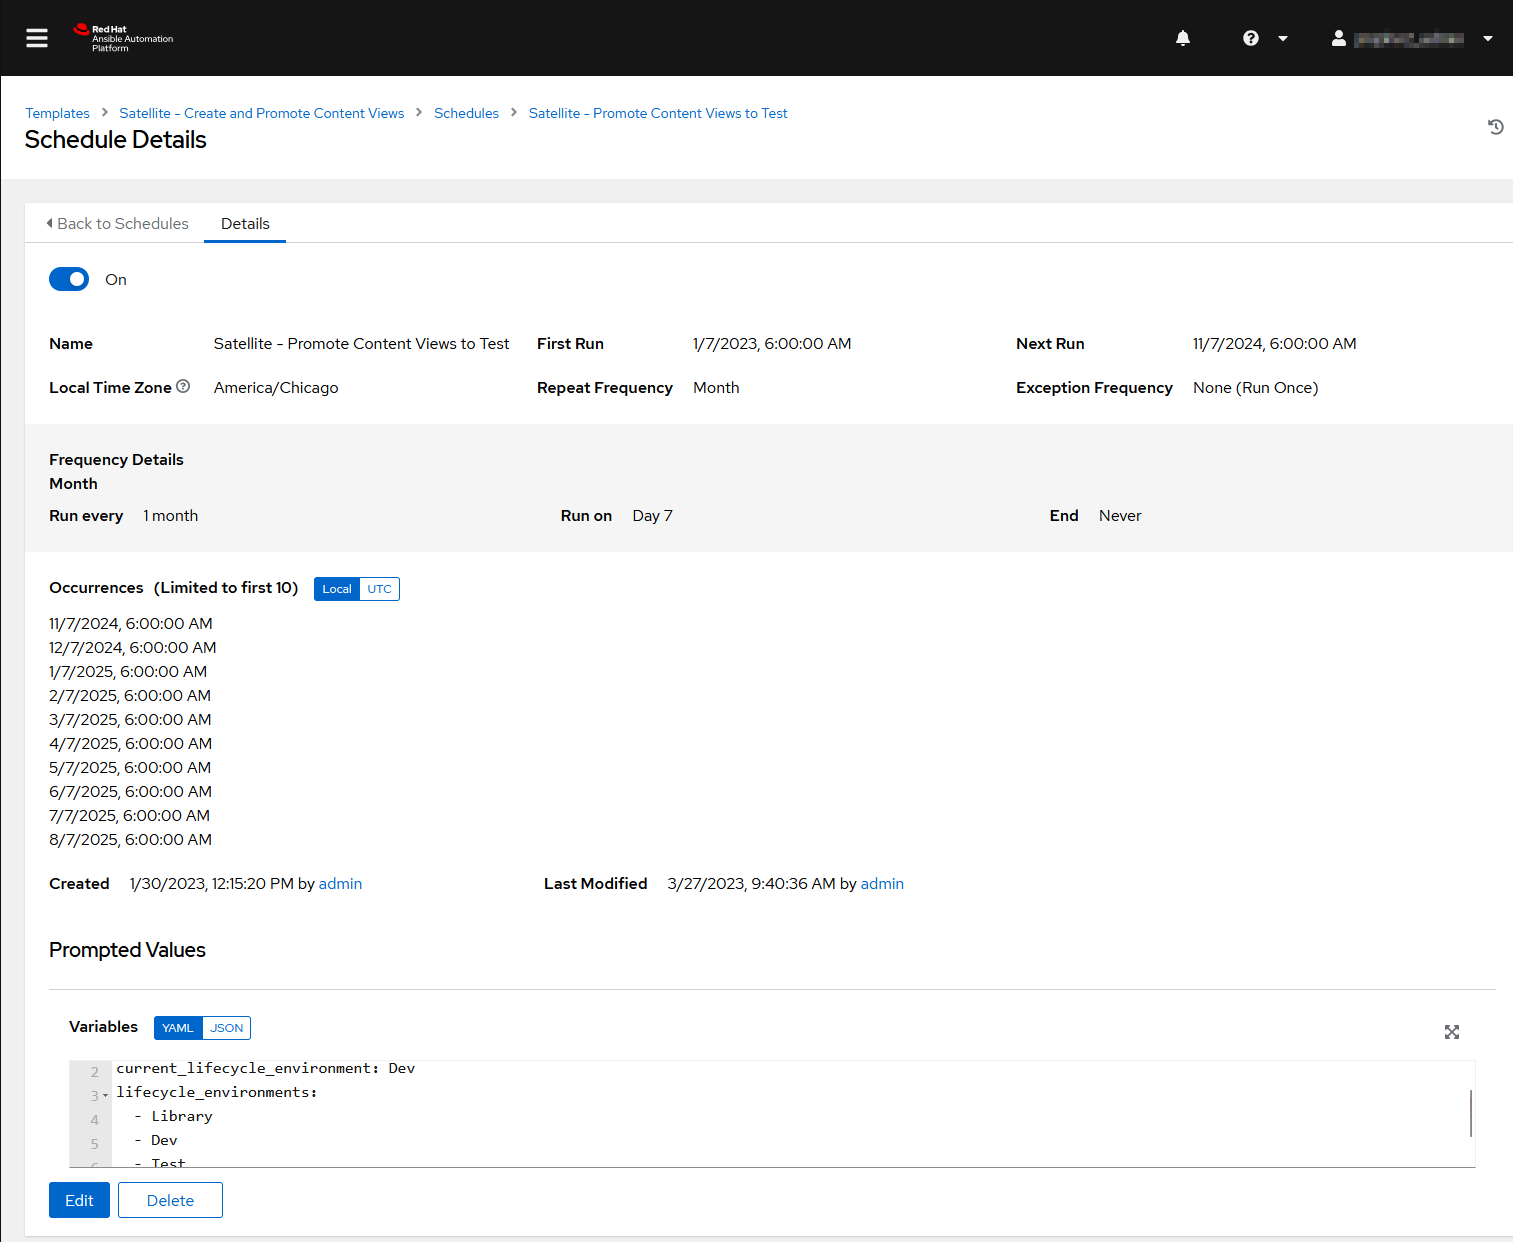 Red Hat
Ansible Automation
Platform
Templates > Satellite - Create and Promote Content Views > Schedules > Satellite - Promote Content Views to Test
Schedule Details
Back to Schedules Details
On
Name Satellite - Promote Content Views to Test First Run 1/7/2023, 6:00:00 AM Next Run 11/7/2024, 6:00:00 AM
Local Time Zone America/Chicago Repeat Frequency Month Exception Frequency None (Run Once)
Frequency Details
Month
Run every 1 month Run on Day 7 End Never
Occurrences (Limited to first 10) Local UTC
11/7/2024, 6:00:00 AM
12/7/2024, 6:00:00 AM
1/7/2025, 6:00:00 AM
2/7/2025, 6:00:00 AM
3/7/2025, 6:00:00 AM
4/7/2025, 6:00:00 AM
5/7/2025, 6:00:00 AM
6/7/2025, 6:00:00 AM
7/7/2025, 6:00:00 AM
8/7/2025, 6:00:00 AM
Created 1/30/2023, 12:15:20 PM by admin Last Modified 3/27/2023, 9:40:36 AM by admin
Prompted Values
Variables YAML JSON
2 current_lifecycle_environment: Dev
3 lifecycle_environments:
4 - Library
5 - Dev
6 - Test
Edit Delete